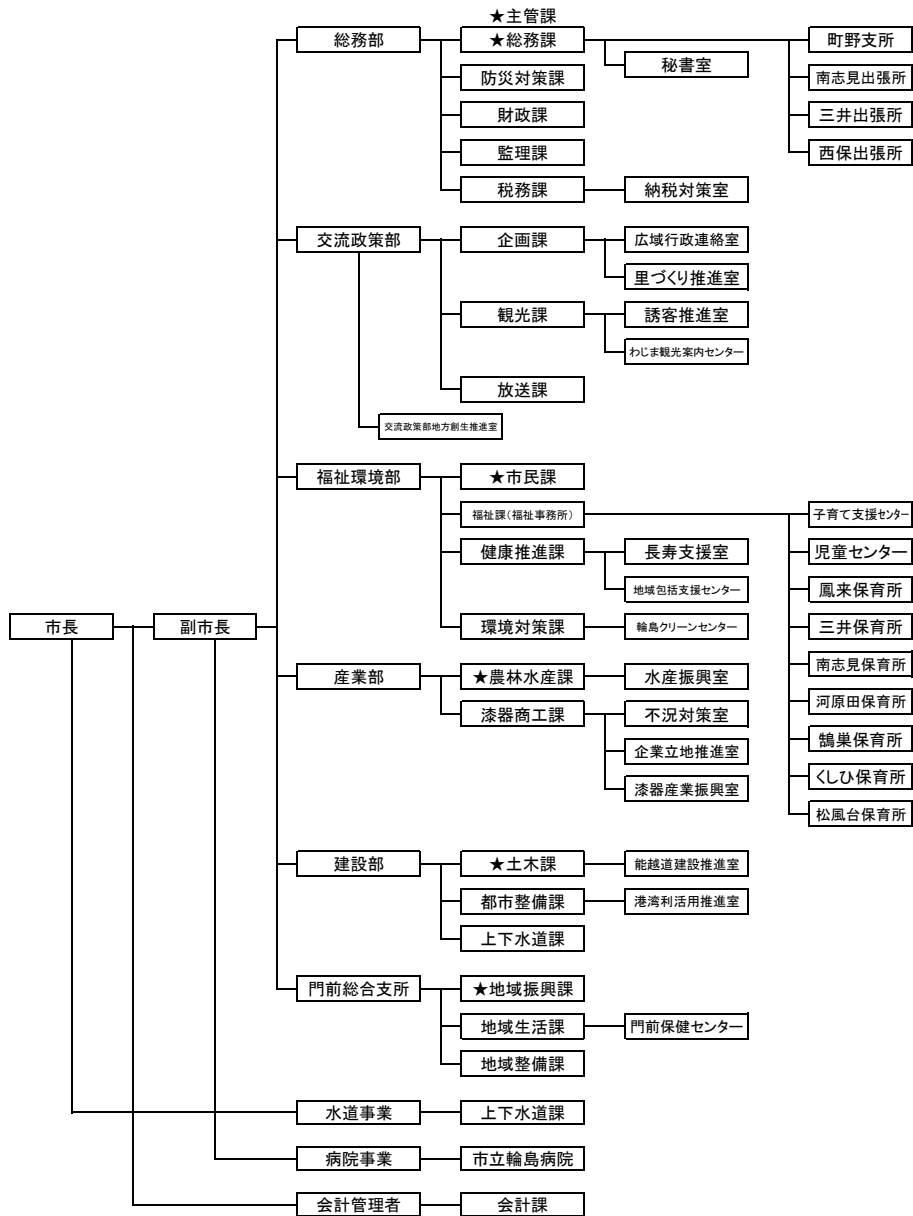 ★主管課
総務部 ★総務課 町野支所
秘書室
防災対策課 南志見出張所
財政課 三井出張所
監理課 西保出張所
税務課 納税対策室
交流政策部 企画課 広域行政連絡室
里づくり推進室
観光課 誘客推進室
わじま観光案内センター
放送課
交流政策部地方創生推進室
福祉環境部 ★市民課
福祉課(福祉事務所) 子育て支援センター
健康推進課 長寿支援室 児童センター
地域包括支援センター 鳳来保育所
市長 副市長 環境対策課 輪島クリーンセンター 三井保育所
産業部 ★農林水産課 水産振興室 南志見保育所
漆器商工課 不況対策室 河原田保育所
企業立地推進室 鵠巣保育所
漆器産業振興室 くしひ保育所
松風台保育所
建設部 ★土木課 能越道建設推進室
都市整備課 港湾利活用推進室
上下水道課
門前総合支所 ★地域振興課
地域生活課 門前保健センター
地域整備課
水道事業 上下水道課
病院事業 市立輪島病院
会計管理者 会計課